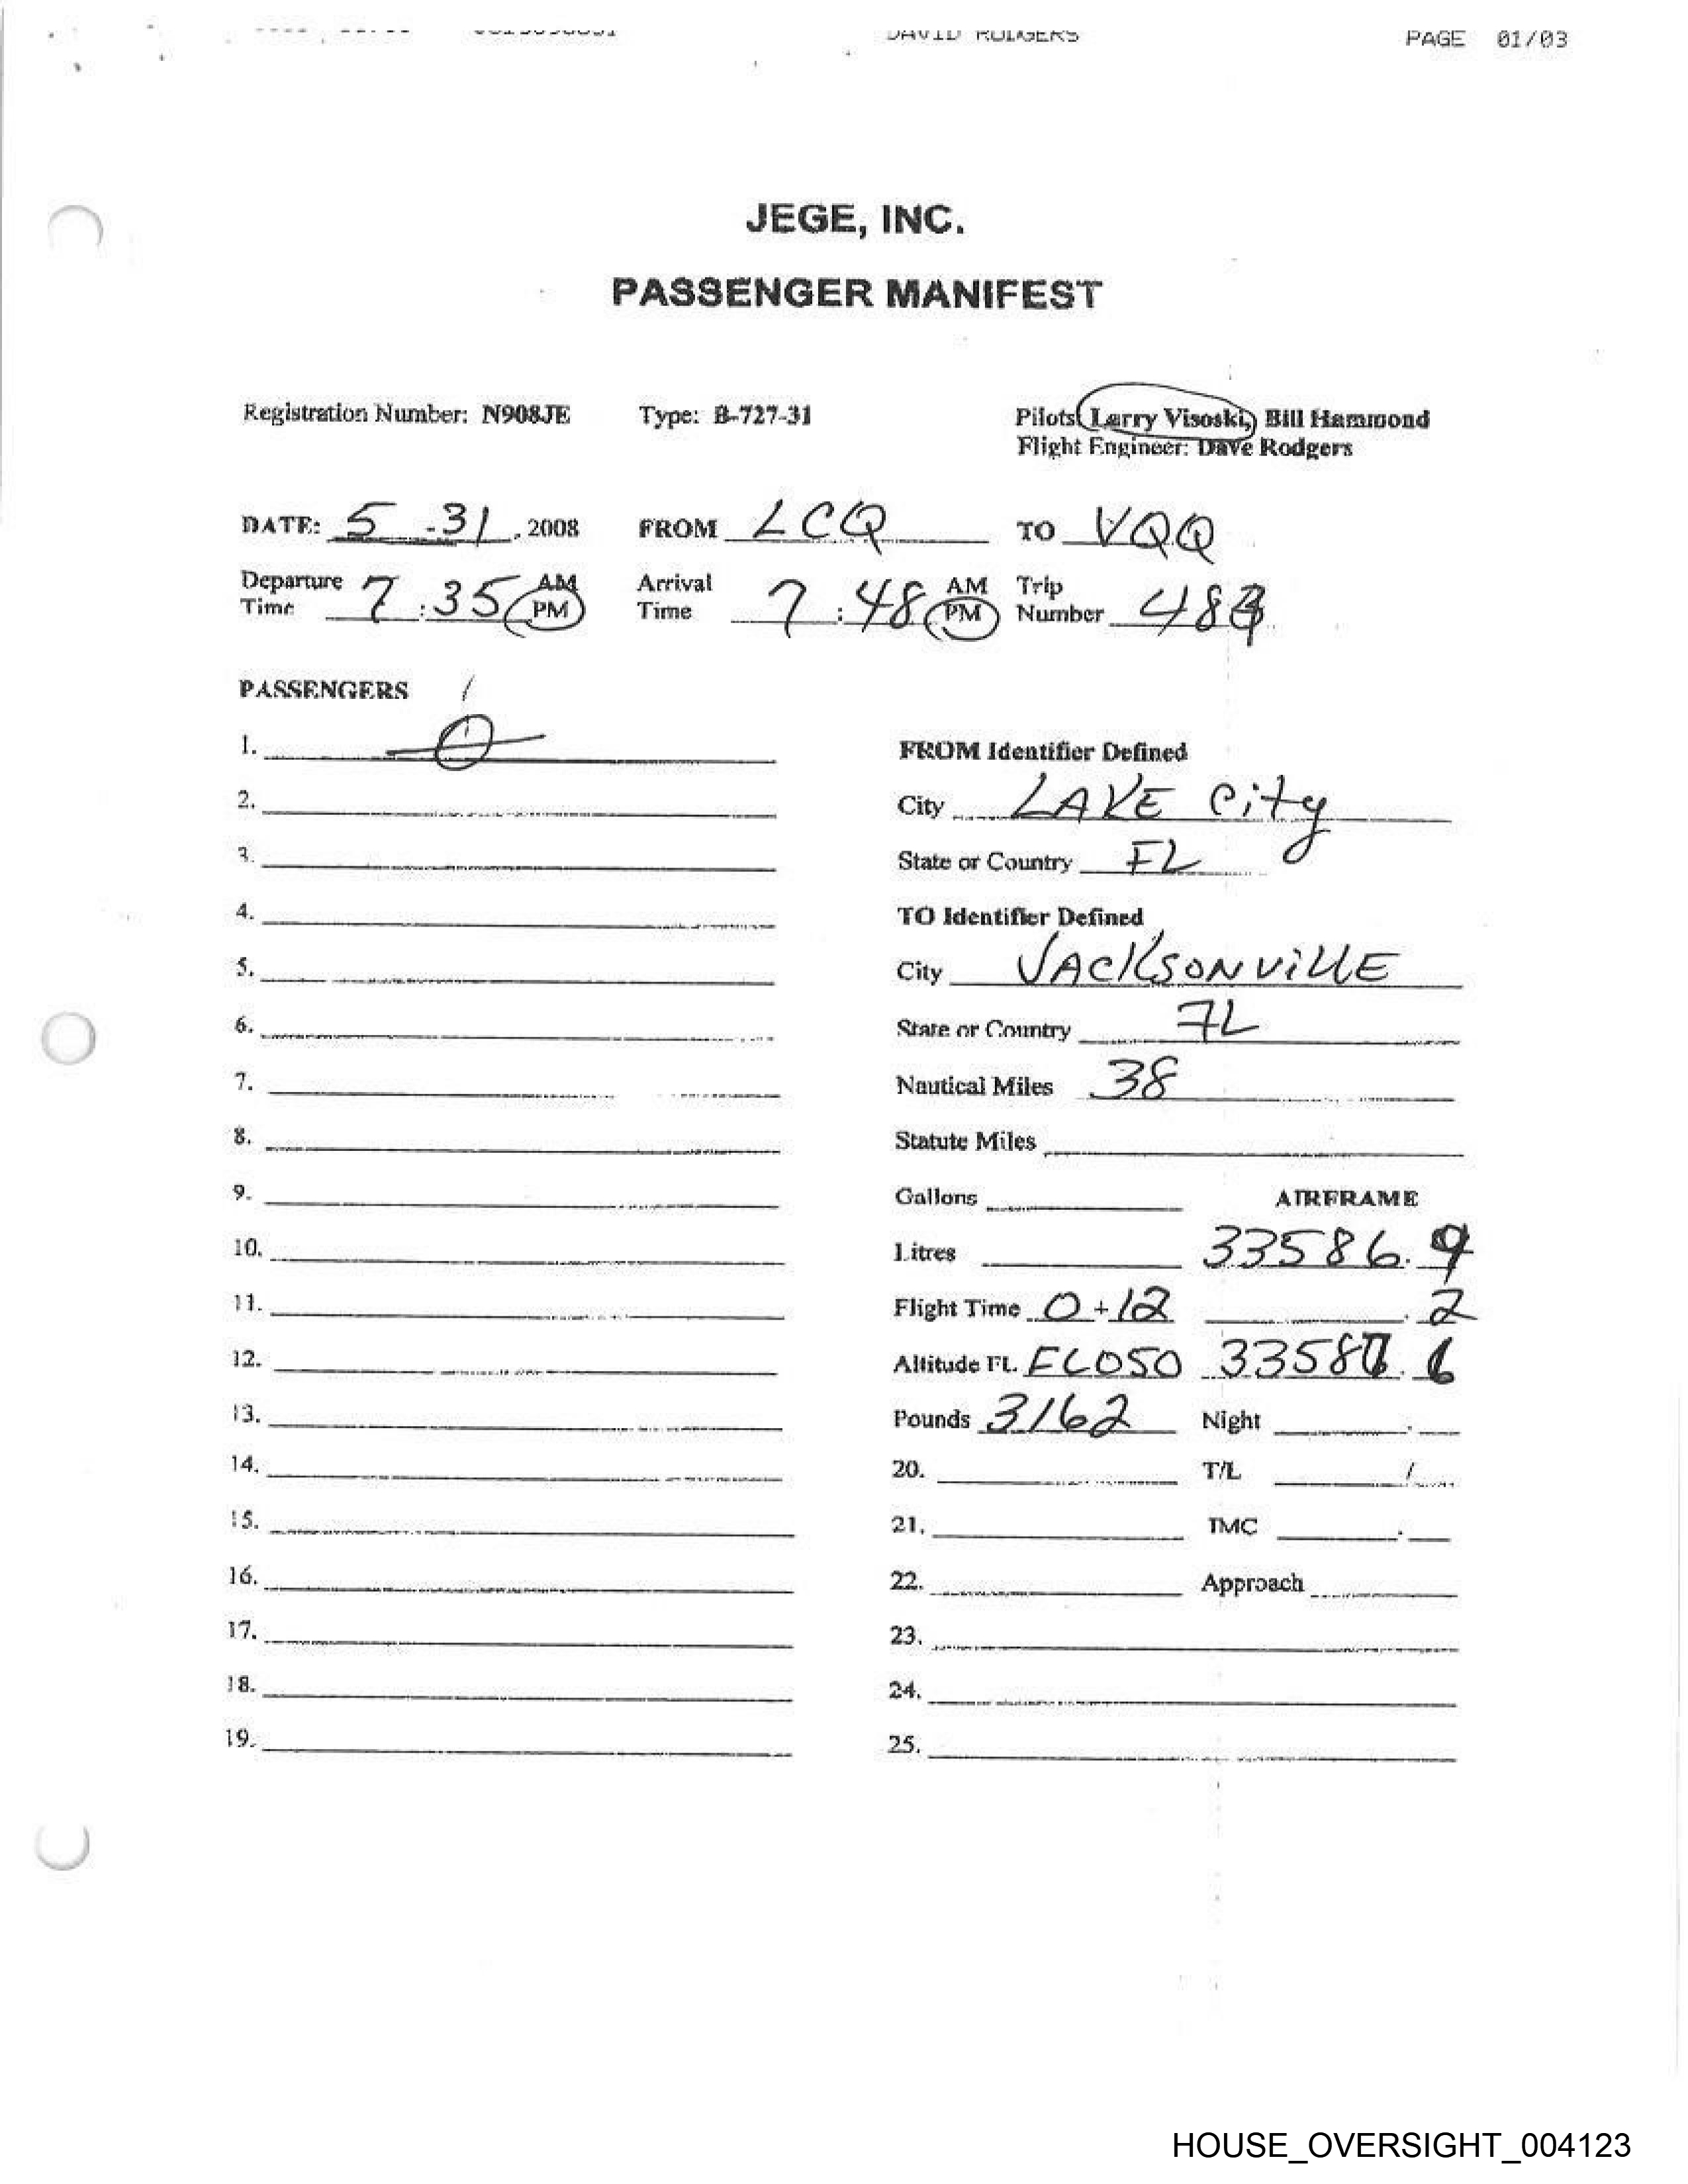 DAVID RODGERS PAGE 01/03
JEGE, INC.
PASSENGER MANIFEST
Registration Number: N908JE Type: B-727-31 Pilots: Larry Visoski, Bill Hammond
Flight Engineer: Dave Rodgers
DATE: 5-31, 2008 FROM LCQ TO VQQ
Departure Time 7:35 AM PM Arrival Time 7:48 AM PM Trip Number
PASSENGERS
1. 0
2.
3.
4.
5.
6.
7.
8.
9.
10.
11.
12.
13.
14.
15.
16.
17.
18.
19.
FROM Identifier Defined
City LAKE City
State or Country FL
TO Identifier Defined
City JACKSONVILLE
State or Country FL
Nautical Miles 38
Statute Miles
Gallons AIRFRAME
Litres 33586.9
Flight Time 0+12 .2
Altitude FL. FL050
Pounds 3162 Night .
20. T/L /
21. IMC .
22. Approach
23.
24.
25.
HOUSE_OVERSIGHT_004123